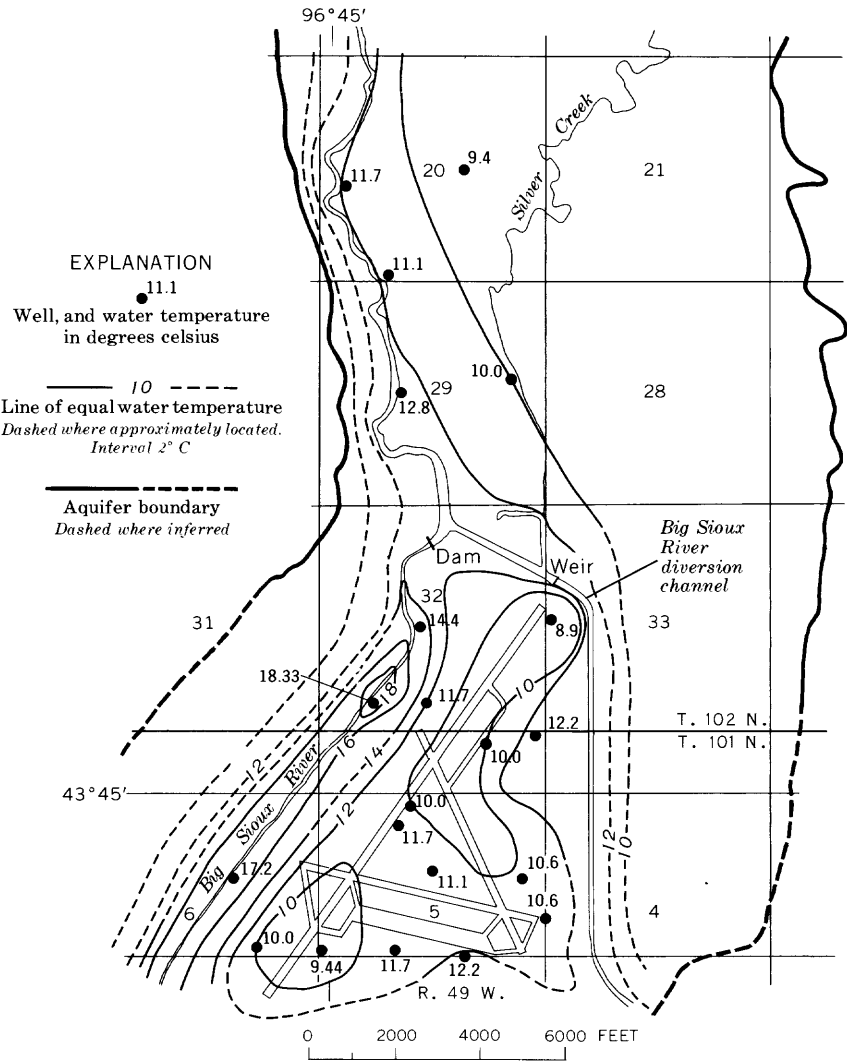 96°45'
20
9.4
21
Creek
Silver
11.7
11.1
EXPLANATION
11.1
Well, and water temperature
in degrees celsius
10
Line of equal water temperature
Dashed where approximately located.
Interval 2° C
Aquifer boundary
Dashed where inferred
10.0
29
28
12.8
Big Sioux
River
diversion
channel
Dam
Weir
32
31
14.4
8.9
33
18.33
18
11.7
10
12.2
T. 102 N.
T. 101 N.
16
14
12
10.0
43°45'
12
10.0
11.7
Big Sioux River
17.2
11.1
10.6
12
10
6
10
5
10.6
4
10.0
9.44
11.7
12.2
R. 49 W.
0 2000 4000 6000 FEET